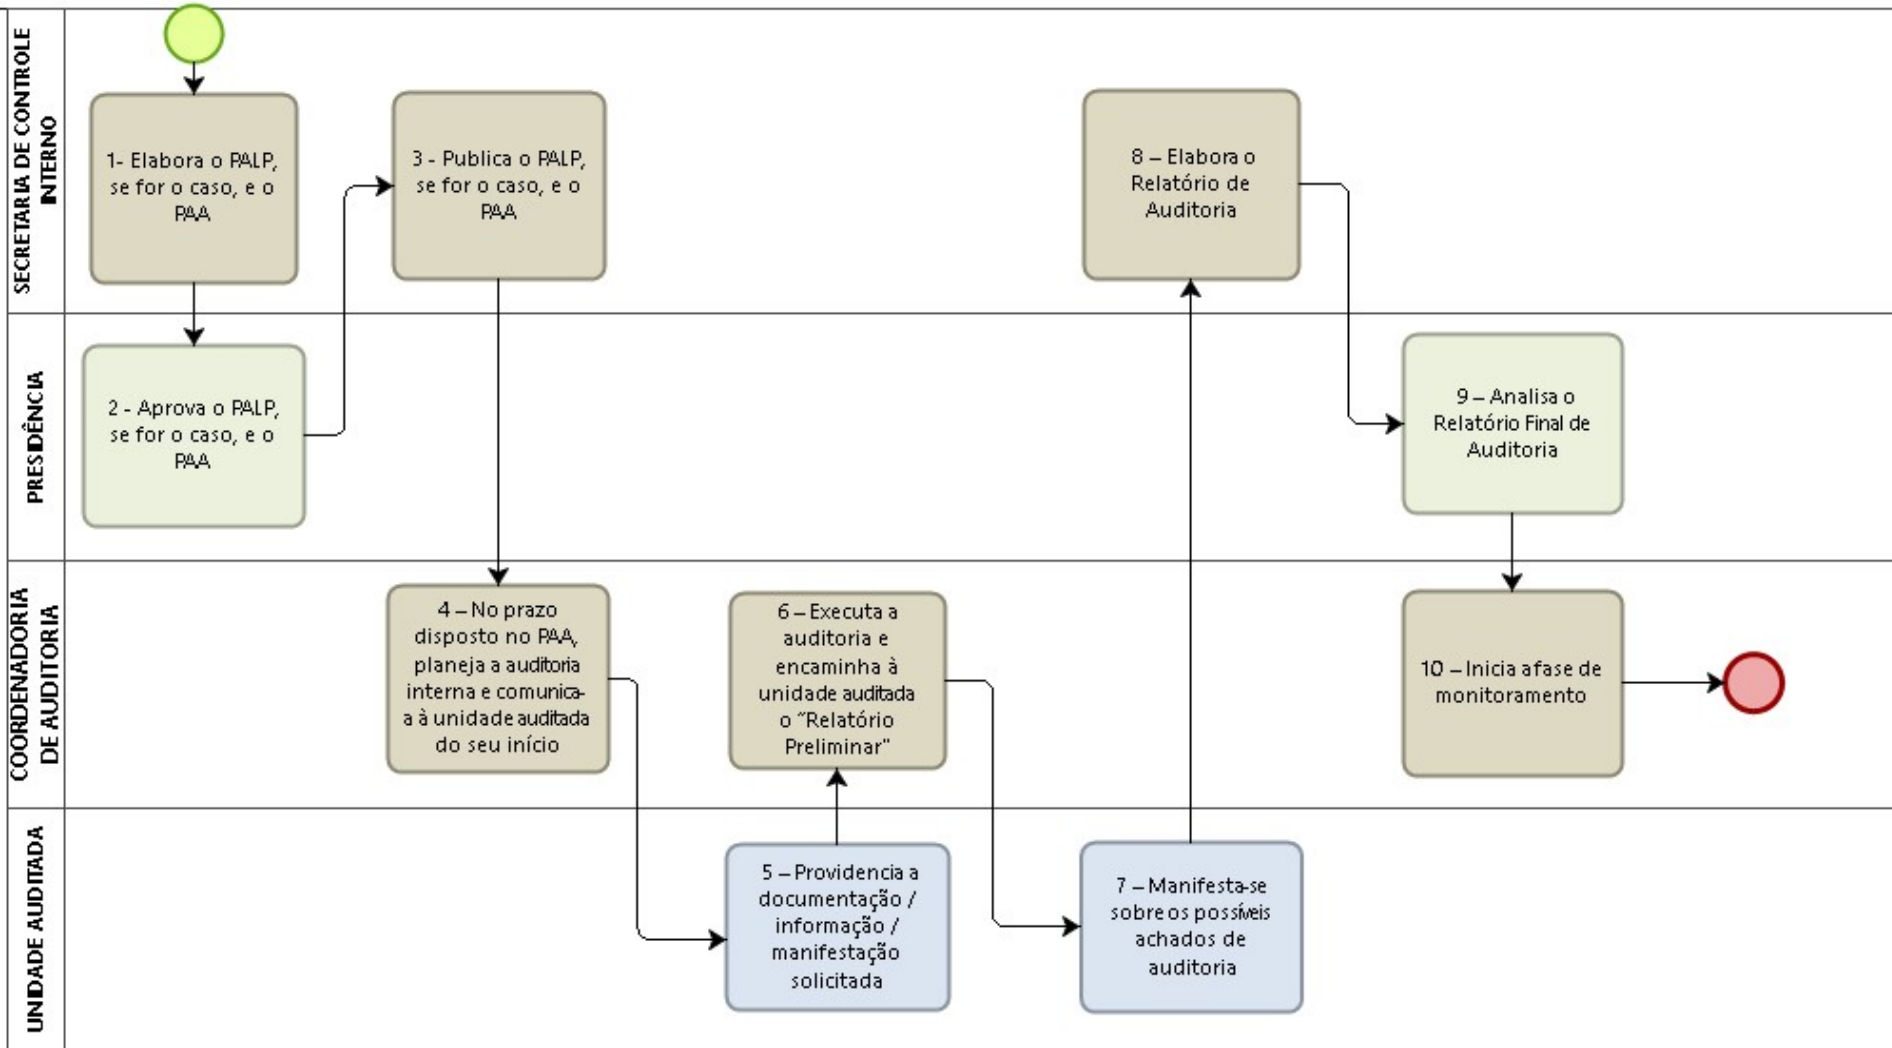 SECRETARIA DE CONTROLE
INTERNO
1- Elabora o PALP,
se for o caso, e o
PAA
3 - Publica o PALP,
se for o caso, e o
PAA
8 – Elabora o
Relatório de
Auditoria
PRESIDÊNCIA
2 - Aprova o PALP,
se for o caso, e o
PAA
9 – Analisa o
Relatório Final de
Auditoria
COORDENADORIA
DE AUDITORIA
4 – No prazo
disposto no PAA,
planeja a auditoria
interna e comunica-
a à unidade auditada
do seu início
6 – Executa a
auditoria e
encaminha à
unidade auditada
o "Relatório
Preliminar"
10 – Inicia a fase de
monitoramento
UNIDADE AUDITADA
5 – Providencia a
documentação /
informação /
manifestação
solicitada
7 – Manifesta-se
sobre os possíveis
achados de
auditoria